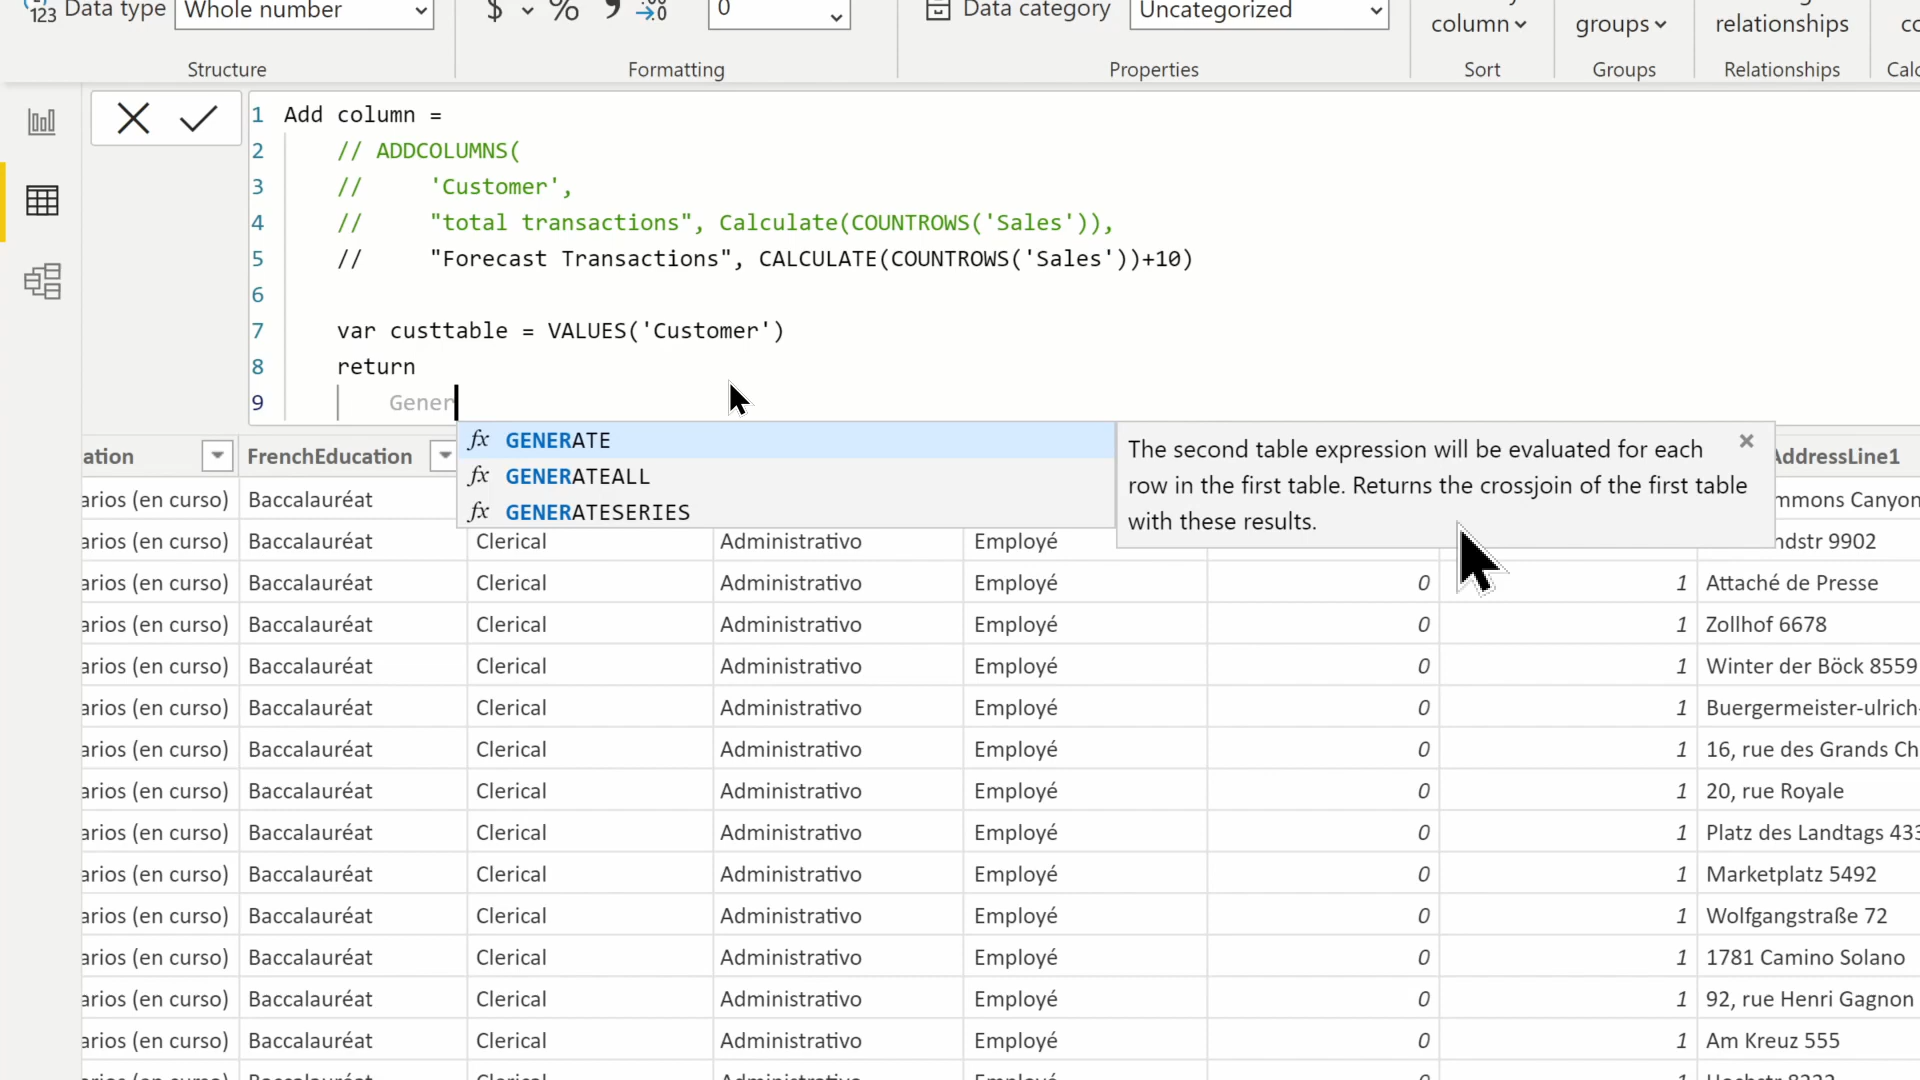 123 Data type Whole number $ % 0 Data category Uncategorized column groups relationships
Structure Formatting Properties Sort Groups Relationships
1 Add column =
2 // ADDCOLUMNS(
3 // 'Customer',
4 // "total transactions", Calculate(COUNTROWS('Sales')),
5 // "Forecast Transactions", CALCULATE(COUNTROWS('Sales'))+10)
6
7 var custtable = VALUES('Customer')
8 return
9 Gener
fx GENERATE
fx GENERATEALL
fx GENERATESERIES
The second table expression will be evaluated for each
row in the first table. Returns the crossjoin of the first table
with these results.
ation FrenchEducation AddressLine1
arios (en curso) Baccalauréat mmons Canyon
arios (en curso) Baccalauréat Clerical Administrativo Employé ndstr 9902
arios (en curso) Baccalauréat Clerical Administrativo Employé 0 1 Attaché de Presse
arios (en curso) Baccalauréat Clerical Administrativo Employé 0 1 Zollhof 6678
arios (en curso) Baccalauréat Clerical Administrativo Employé 0 1 Winter der Böck 8559
arios (en curso) Baccalauréat Clerical Administrativo Employé 0 1 Buergermeister-ulrich-
arios (en curso) Baccalauréat Clerical Administrativo Employé 0 1 16, rue des Grands Ch
arios (en curso) Baccalauréat Clerical Administrativo Employé 0 1 20, rue Royale
arios (en curso) Baccalauréat Clerical Administrativo Employé 0 1 Platz des Landtags 433
arios (en curso) Baccalauréat Clerical Administrativo Employé 0 1 Marketplatz 5492
arios (en curso) Baccalauréat Clerical Administrativo Employé 0 1 Wolfgangstraße 72
arios (en curso) Baccalauréat Clerical Administrativo Employé 0 1 1781 Camino Solano
arios (en curso) Baccalauréat Clerical Administrativo Employé 0 1 92, rue Henri Gagnon
arios (en curso) Baccalauréat Clerical Administrativo Employé 0 1 Am Kreuz 555